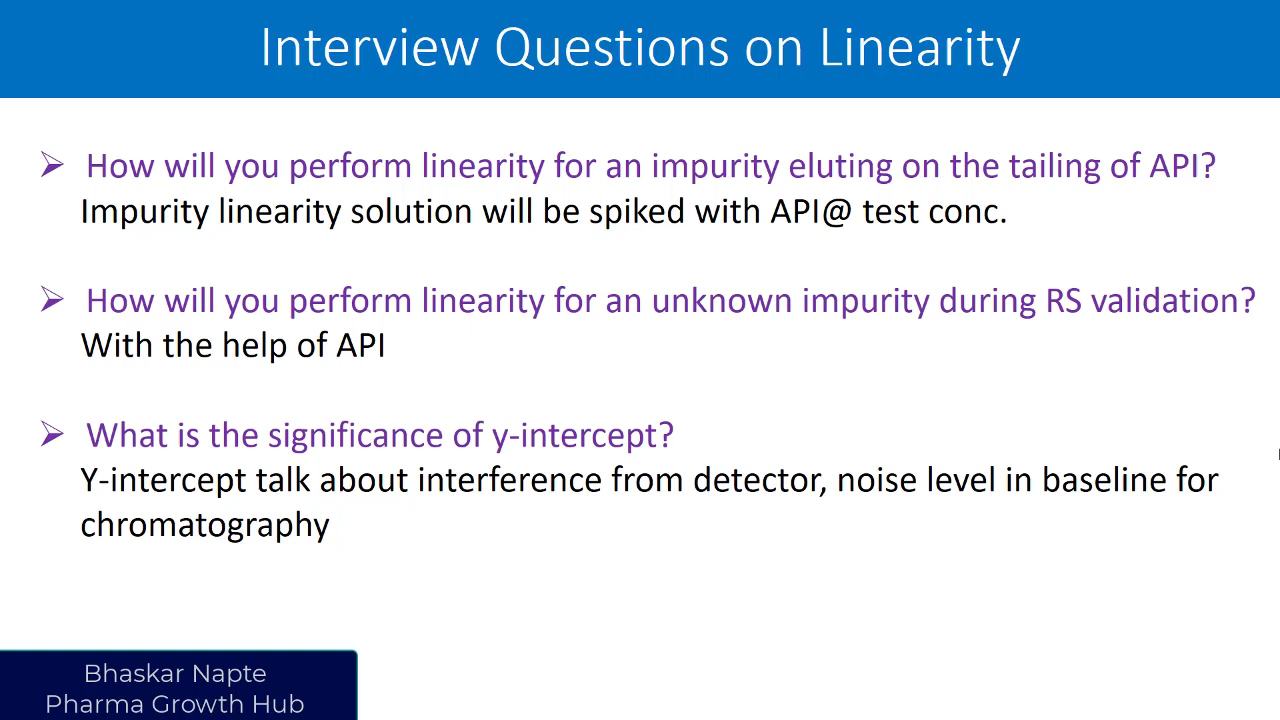 Interview Questions on Linearity
➢ How will you perform linearity for an impurity eluting on the tailing of API?
Impurity linearity solution will be spiked with API@ test conc.
➢ How will you perform linearity for an unknown impurity during RS validation?
With the help of API
➢ What is the significance of y-intercept?
Y-intercept talk about interference from detector, noise level in baseline for
chromatography
Bhaskar Napte
Pharma Growth Hub